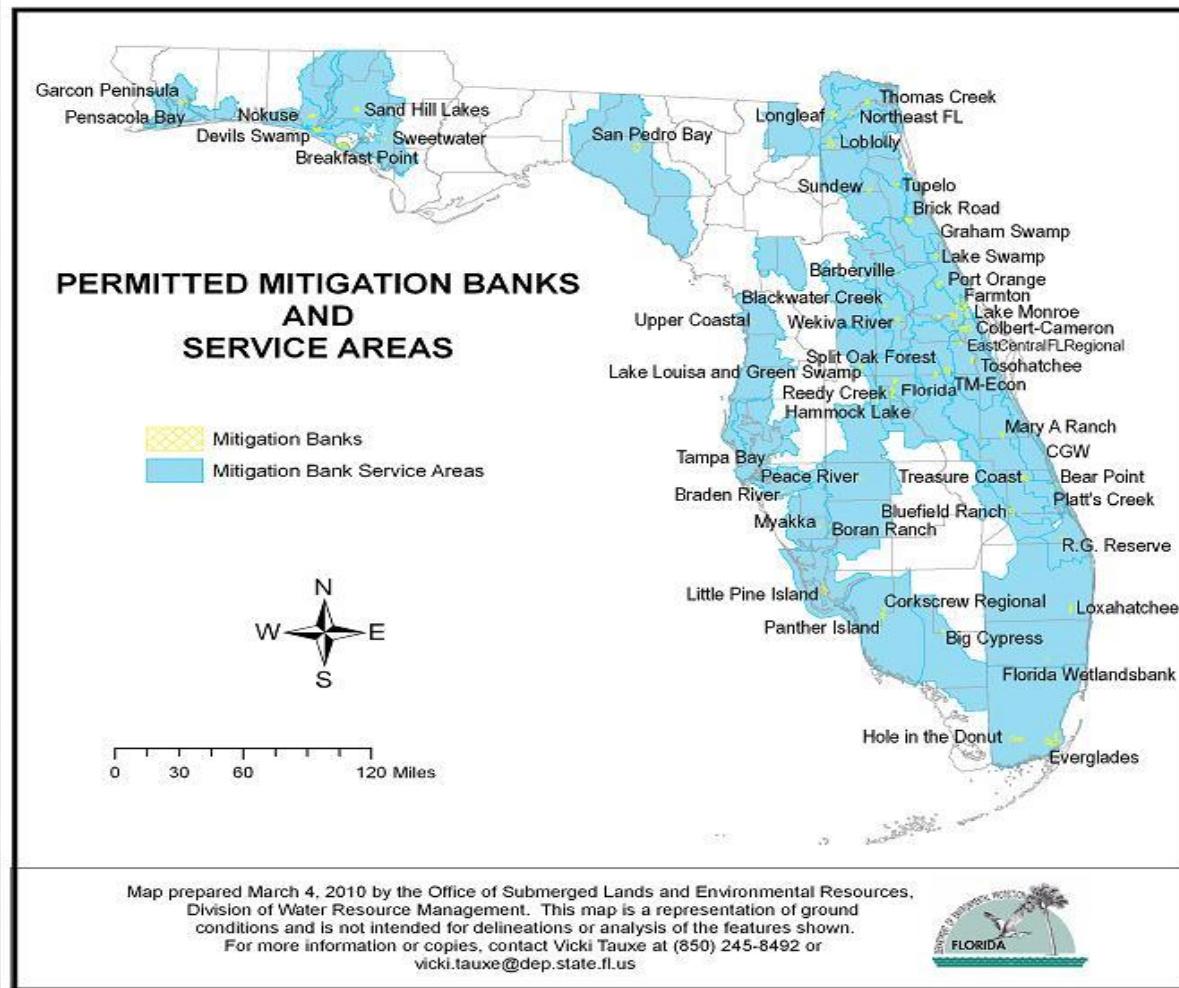 Garcon Peninsula
Pensacola Bay
Nokuse
Devils Swamp
Breakfast Point
Sand Hill Lakes
Sweetwater
San Pedro Bay
Longleaf
Thomas Creek
Northeast FL
Loblolly
Sundew
Tupelo
Brick Road
Graham Swamp
Lake Swamp
Barberville
Port Orange
Blackwater Creek
Farmton
Upper Coastal
Wekiva River
Lake Monroe
Colbert-Cameron
EastCentralFLRegional
Split Oak Forest
Tosohatchee
Lake Louisa and Green Swamp
TM-Econ
Reedy Creek
Florida
Hammock Lake
Mary A Ranch
CGW
Tampa Bay
Peace River
Treasure Coast
Bear Point
Braden River
Platt's Creek
Myakka
Boran Ranch
Bluefield Ranch
R.G. Reserve
Little Pine Island
Corkscrew Regional
Loxahatchee
Panther Island
Big Cypress
Florida Wetlandsbank
Hole in the Donut
Everglades
PERMITTED MITIGATION BANKS
AND
SERVICE AREAS
Mitigation Banks
Mitigation Bank Service Areas
N
W E
S
0 30 60 120 Miles
Map prepared March 4, 2010 by the Office of Submerged Lands and Environmental Resources,
Division of Water Resource Management. This map is a representation of ground
conditions and is not intended for delineations or analysis of the features shown.
For more information or copies, contact Vicki Tauxe at (850) 245-8492 or
vicki.tauxe@dep.state.fl.us
DEPARTMENT OF ENVIRONMENTAL PROTECTION
FLORIDA